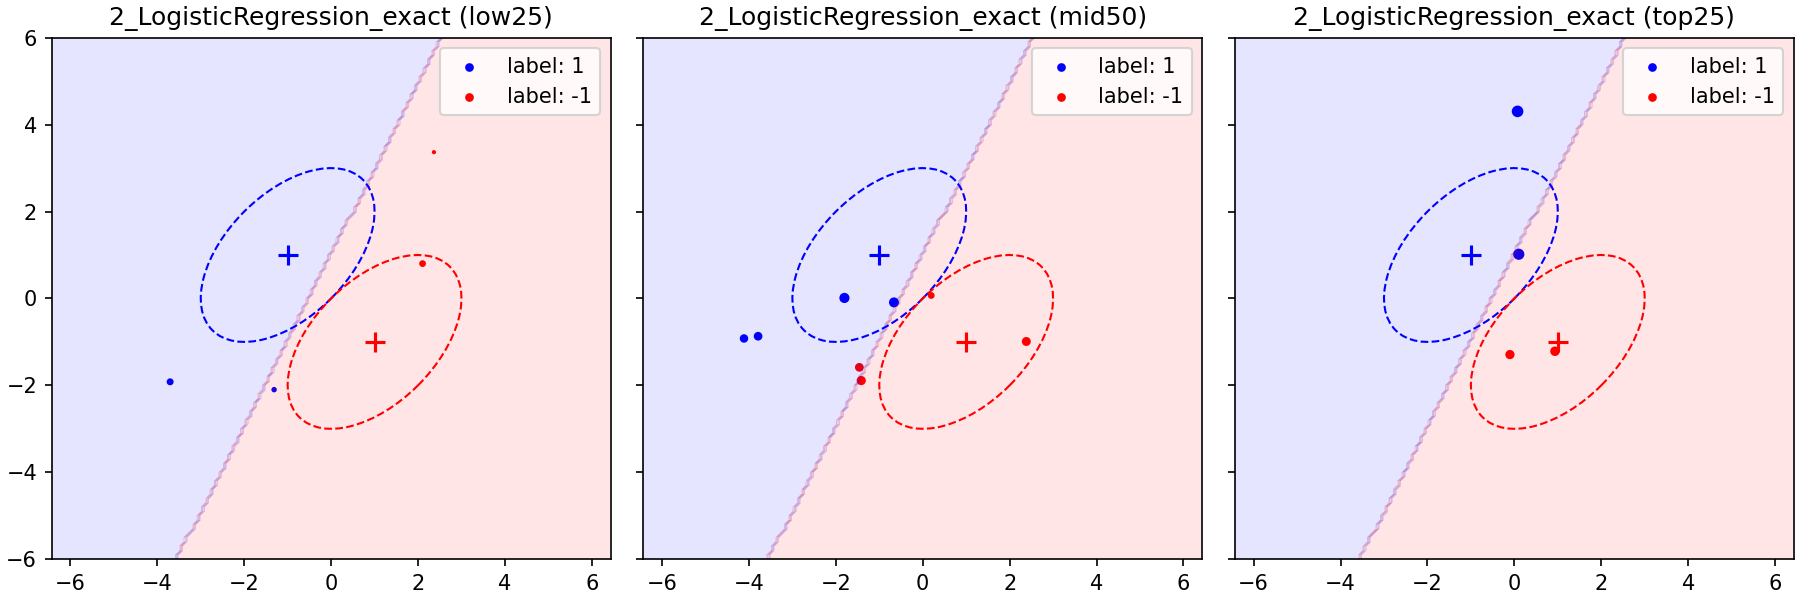 2_LogisticRegression_exact (low25)
2_LogisticRegression_exact (mid50)
2_LogisticRegression_exact (top25)
label: 1
label: -1
label: 1
label: -1
label: 1
label: -1
6
4
2
0
−2
−4
−6
−6 −4 −2 0 2 4 6
−6 −4 −2 0 2 4 6
−6 −4 −2 0 2 4 6